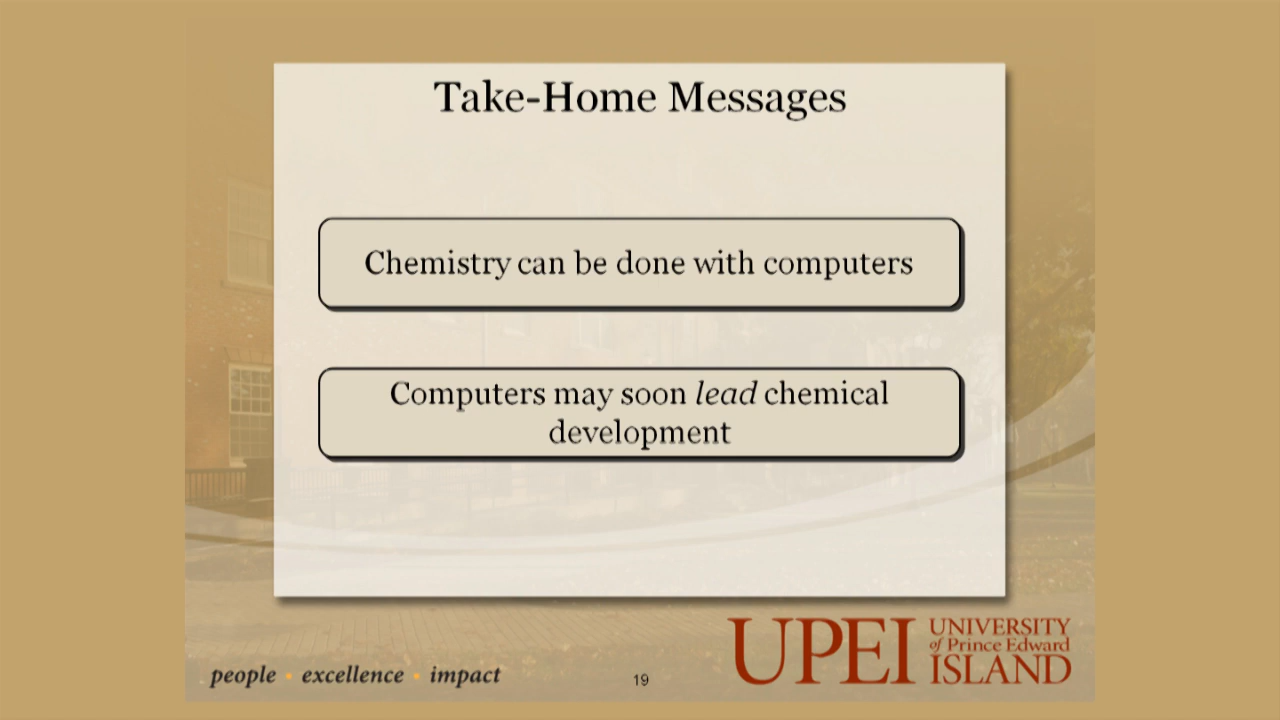 Take-Home Messages
Chemistry can be done with computers
Computers may soon lead chemical
development
people • excellence • impact
19
UPEI
UNIVERSITY
of Prince Edward
ISLAND